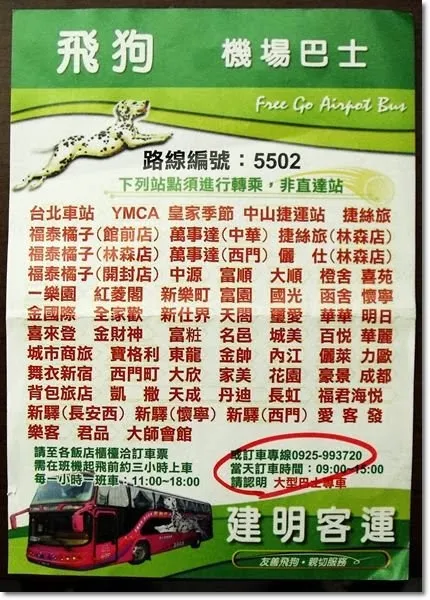 飛狗 機場巴士
Free Go Airpot Bus
路線編號：5502
下列站點須進行轉乘，非直達站
台北車站 YMCA 皇家季節 中山捷運站 捷絲旅
福泰橘子(館前店) 萬事達(中華) 捷絲旅(林森店)
福泰橘子(林森店) 萬事達(西門) 儷 仕(林森店)
福泰橘子(開封店) 中源 富順 大順 橙舍 喜苑
一樂園 紅菱閣 新樂町 富園 國光 函舍 懷寧
金國際 全家歡 新仕界 天閣 璽愛 華華 明日
喜來登 金財神 富粧 名邑 城美 百悅 華麗
城市商旅 寶格利 東龍 金帥 內江 儷萊 力歐
舞衣新宿 西門町 大欣 家美 花園 豪景 成都
背包旅店 凱 撒 天成 丹迪 長虹 福君海悅
新驛(長安西) 新驛(懷寧) 新驛(西門) 愛 客 發
樂客 君品 大師會館
請至各飯店櫃檯洽訂車票
需在班機起飛前約三小時上車
每一小時一班車：11:00~18:00
或訂車專線0925-993720
當天訂車時間：09:00~15:00
請認明 大型巴士專車
建明客運
友善飛狗・親切服務